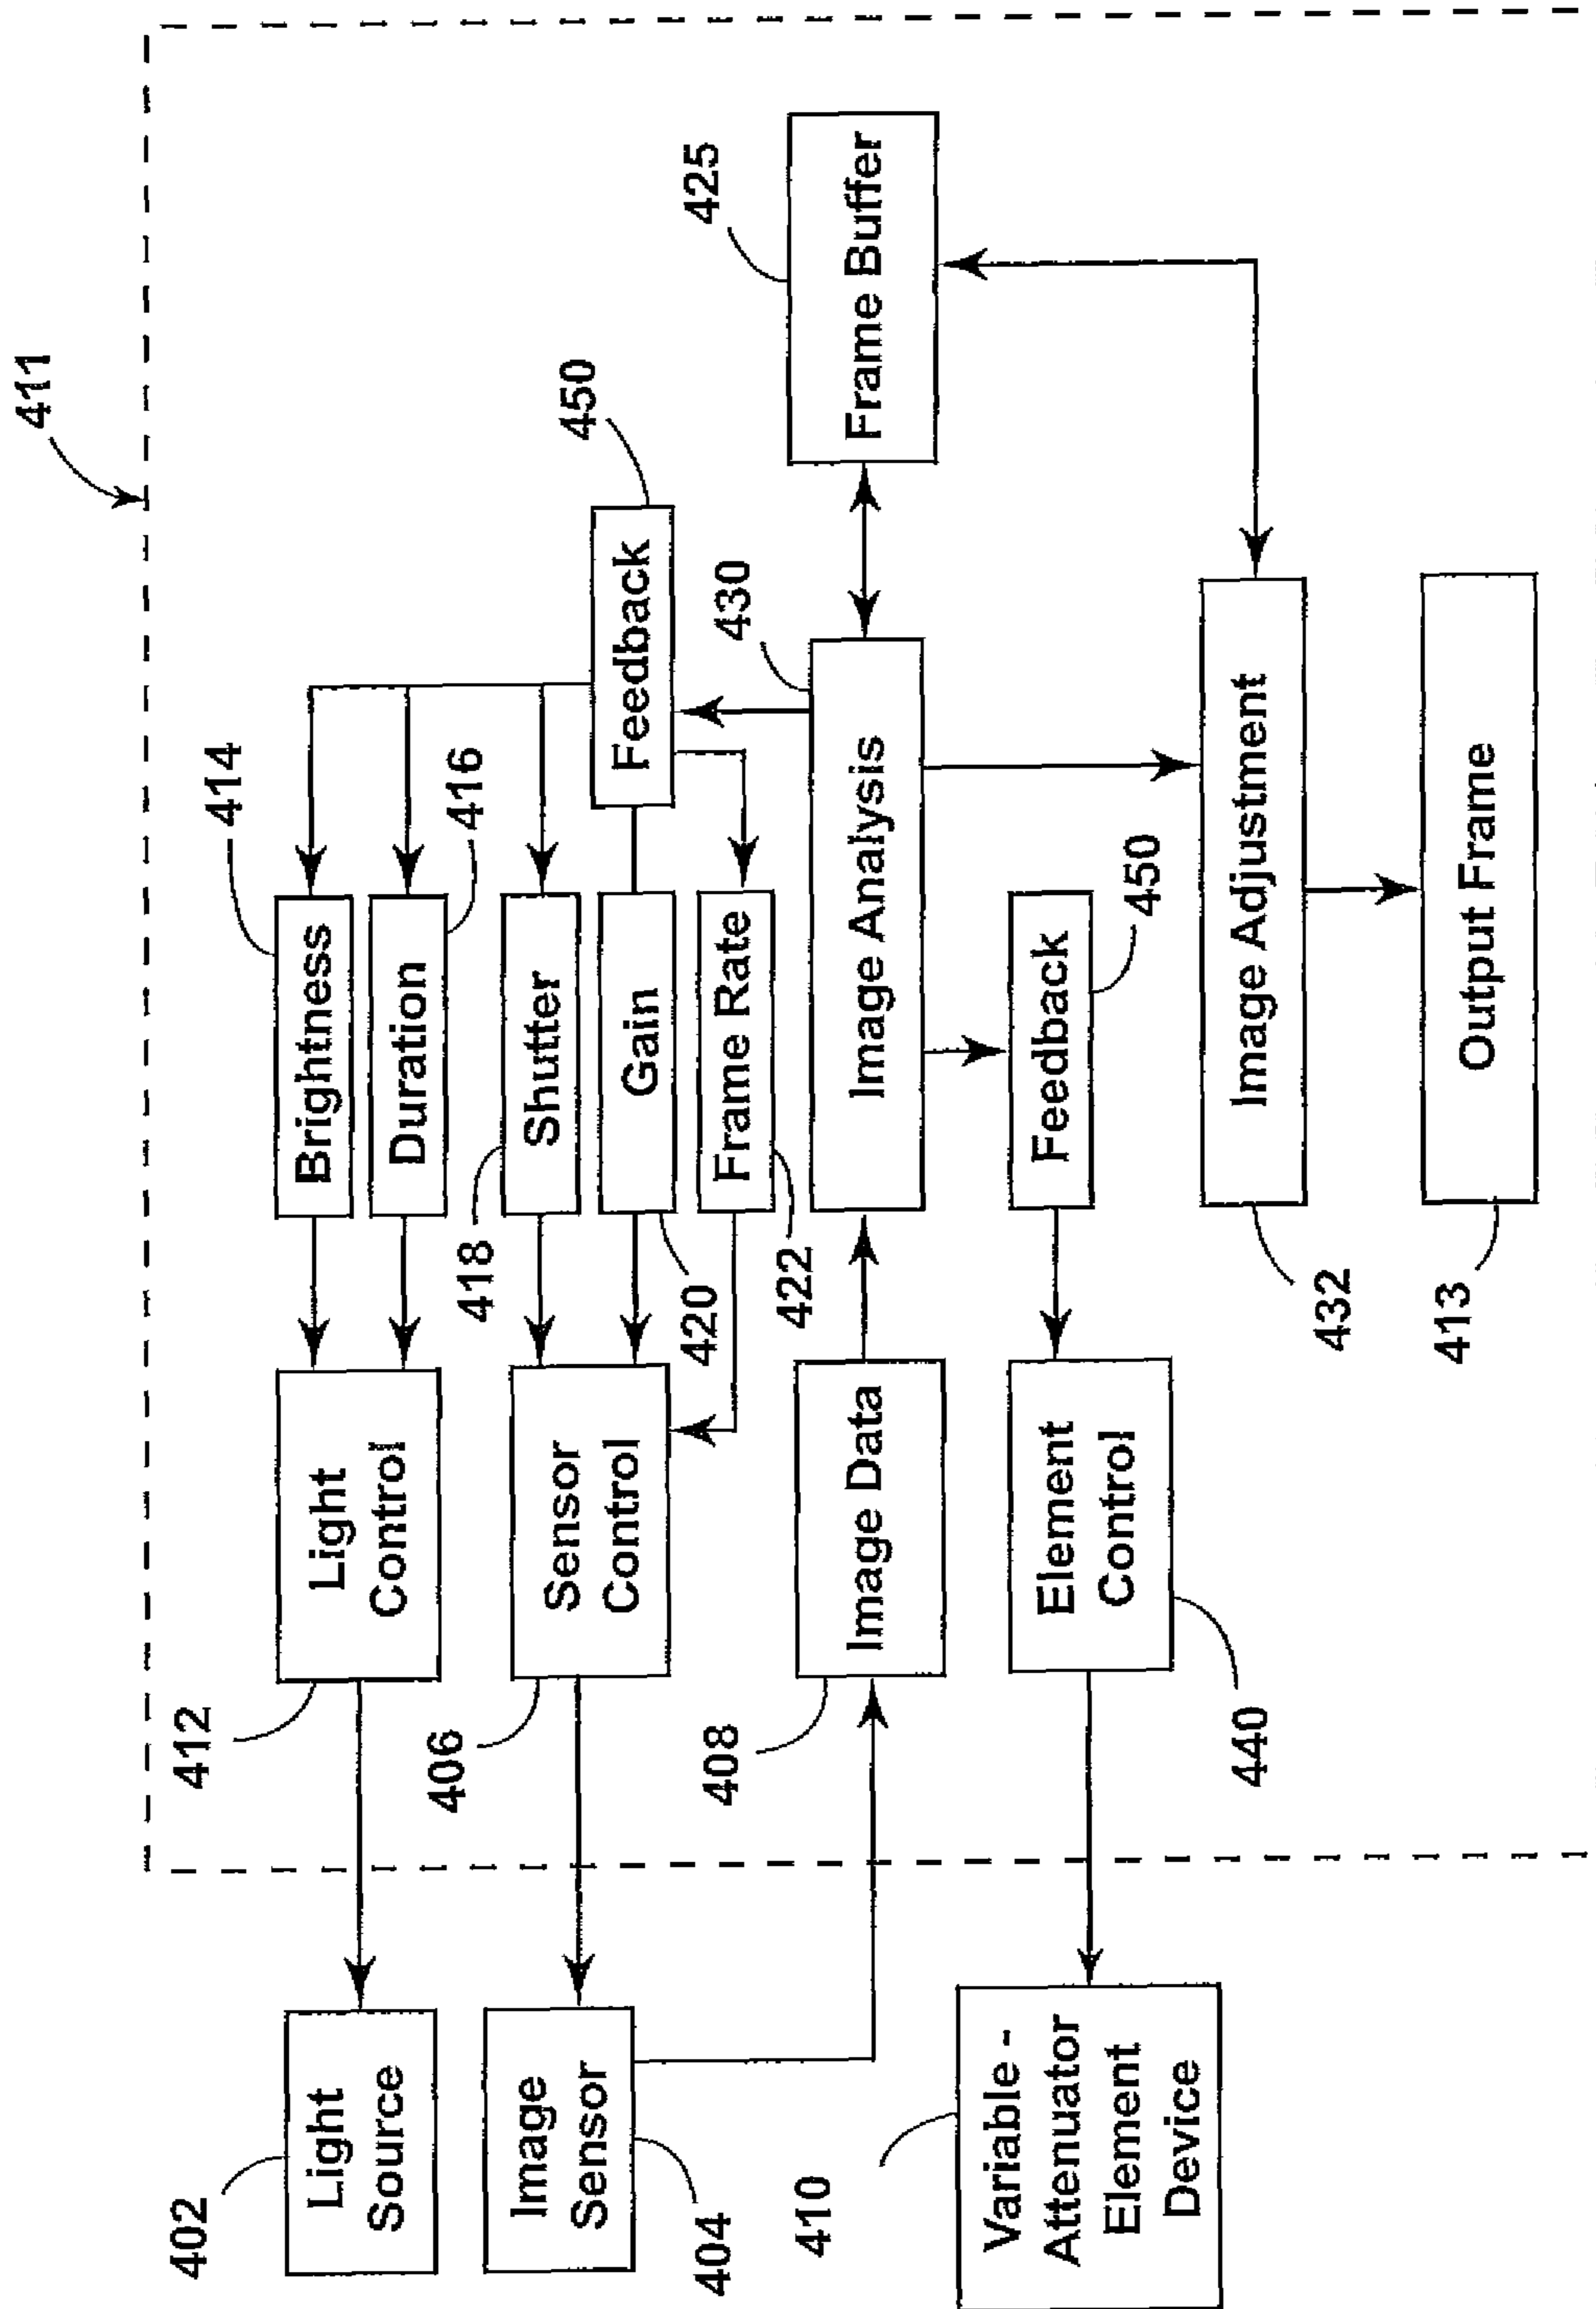 411
402
Light
Source
412
Light
Control
Brightness
414
Duration
416
Image
Sensor
404
406
Sensor
Control
418
Shutter
Gain
420
Frame Rate
422
Feedback
450
408
Image Data
Image Analysis
430
Frame Buffer
425
410
Variable -
Attenuator
Element
Device
Element
Control
440
Feedback
450
Image Adjustment
432
Output Frame
413